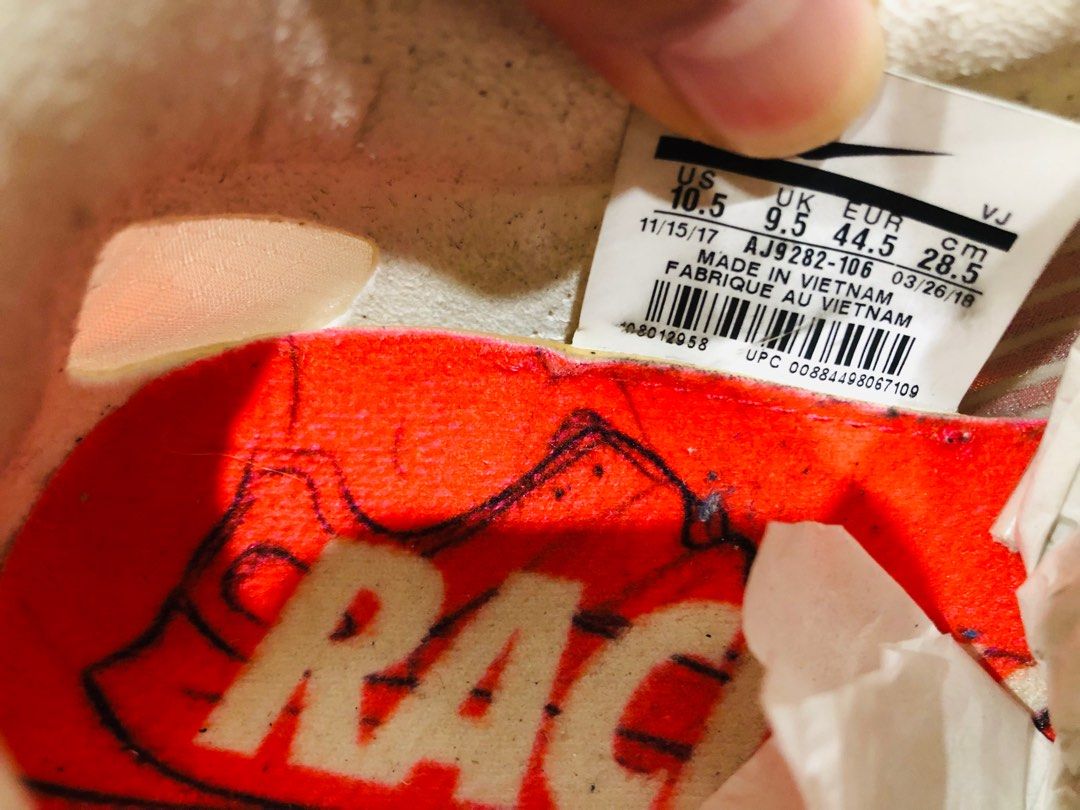 US UK EUR cm VJ
10.5 9.5 44.5 28.5
11/15/17 AJ9282-106 03/26/18
MADE IN VIETNAM
FABRIQUE AU VIETNAM
08012958 UPC 00884498067109
RAC